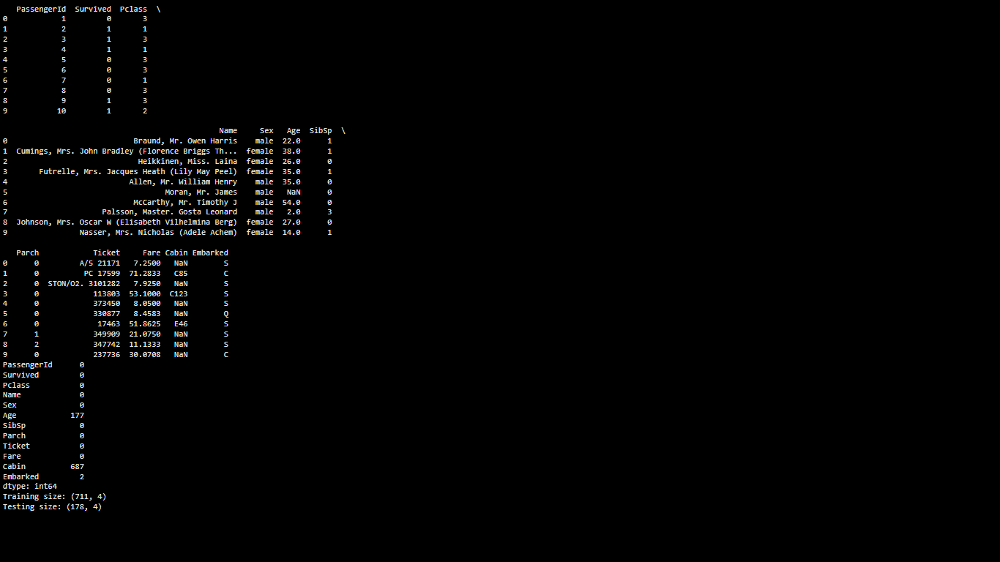 PassengerId  Survived  Pclass  \
0            1         0       3
1            2         1       1
2            3         1       3
3            4         1       1
4            5         0       3
5            6         0       3
6            7         0       1
7            8         0       3
8            9         1       3
9           10         1       2

                                                Name     Sex   Age  SibSp  \
0                            Braund, Mr. Owen Harris    male  22.0      1
1  Cumings, Mrs. John Bradley (Florence Briggs Th...  female  38.0      1
2                             Heikkinen, Miss. Laina  female  26.0      0
3       Futrelle, Mrs. Jacques Heath (Lily May Peel)  female  35.0      1
4                           Allen, Mr. William Henry    male  35.0      0
5                                   Moran, Mr. James    male   NaN      0
6                            McCarthy, Mr. Timothy J    male  54.0      0
7                     Palsson, Master. Gosta Leonard    male   2.0      3
8  Johnson, Mrs. Oscar W (Elisabeth Vilhelmina Berg)  female  27.0      0
9                Nasser, Mrs. Nicholas (Adele Achem)  female  14.0      1

   Parch            Ticket     Fare Cabin Embarked
0      0         A/5 21171   7.2500   NaN        S
1      0          PC 17599  71.2833   C85        C
2      0  STON/O2. 3101282   7.9250   NaN        S
3      0            113803  53.1000  C123        S
4      0            373450   8.0500   NaN        S
5      0            330877   8.4583   NaN        Q
6      0             17463  51.8625   E46        S
7      1            349909  21.0750   NaN        S
8      2            347742  11.1333   NaN        S
9      0            237736  30.0708   NaN        C
PassengerId      0
Survived         0
Pclass           0
Name             0
Sex              0
Age            177
SibSp            0
Parch            0
Ticket           0
Fare             0
Cabin          687
Embarked         2
dtype: int64
Training size: (711, 4)
Testing size: (178, 4)